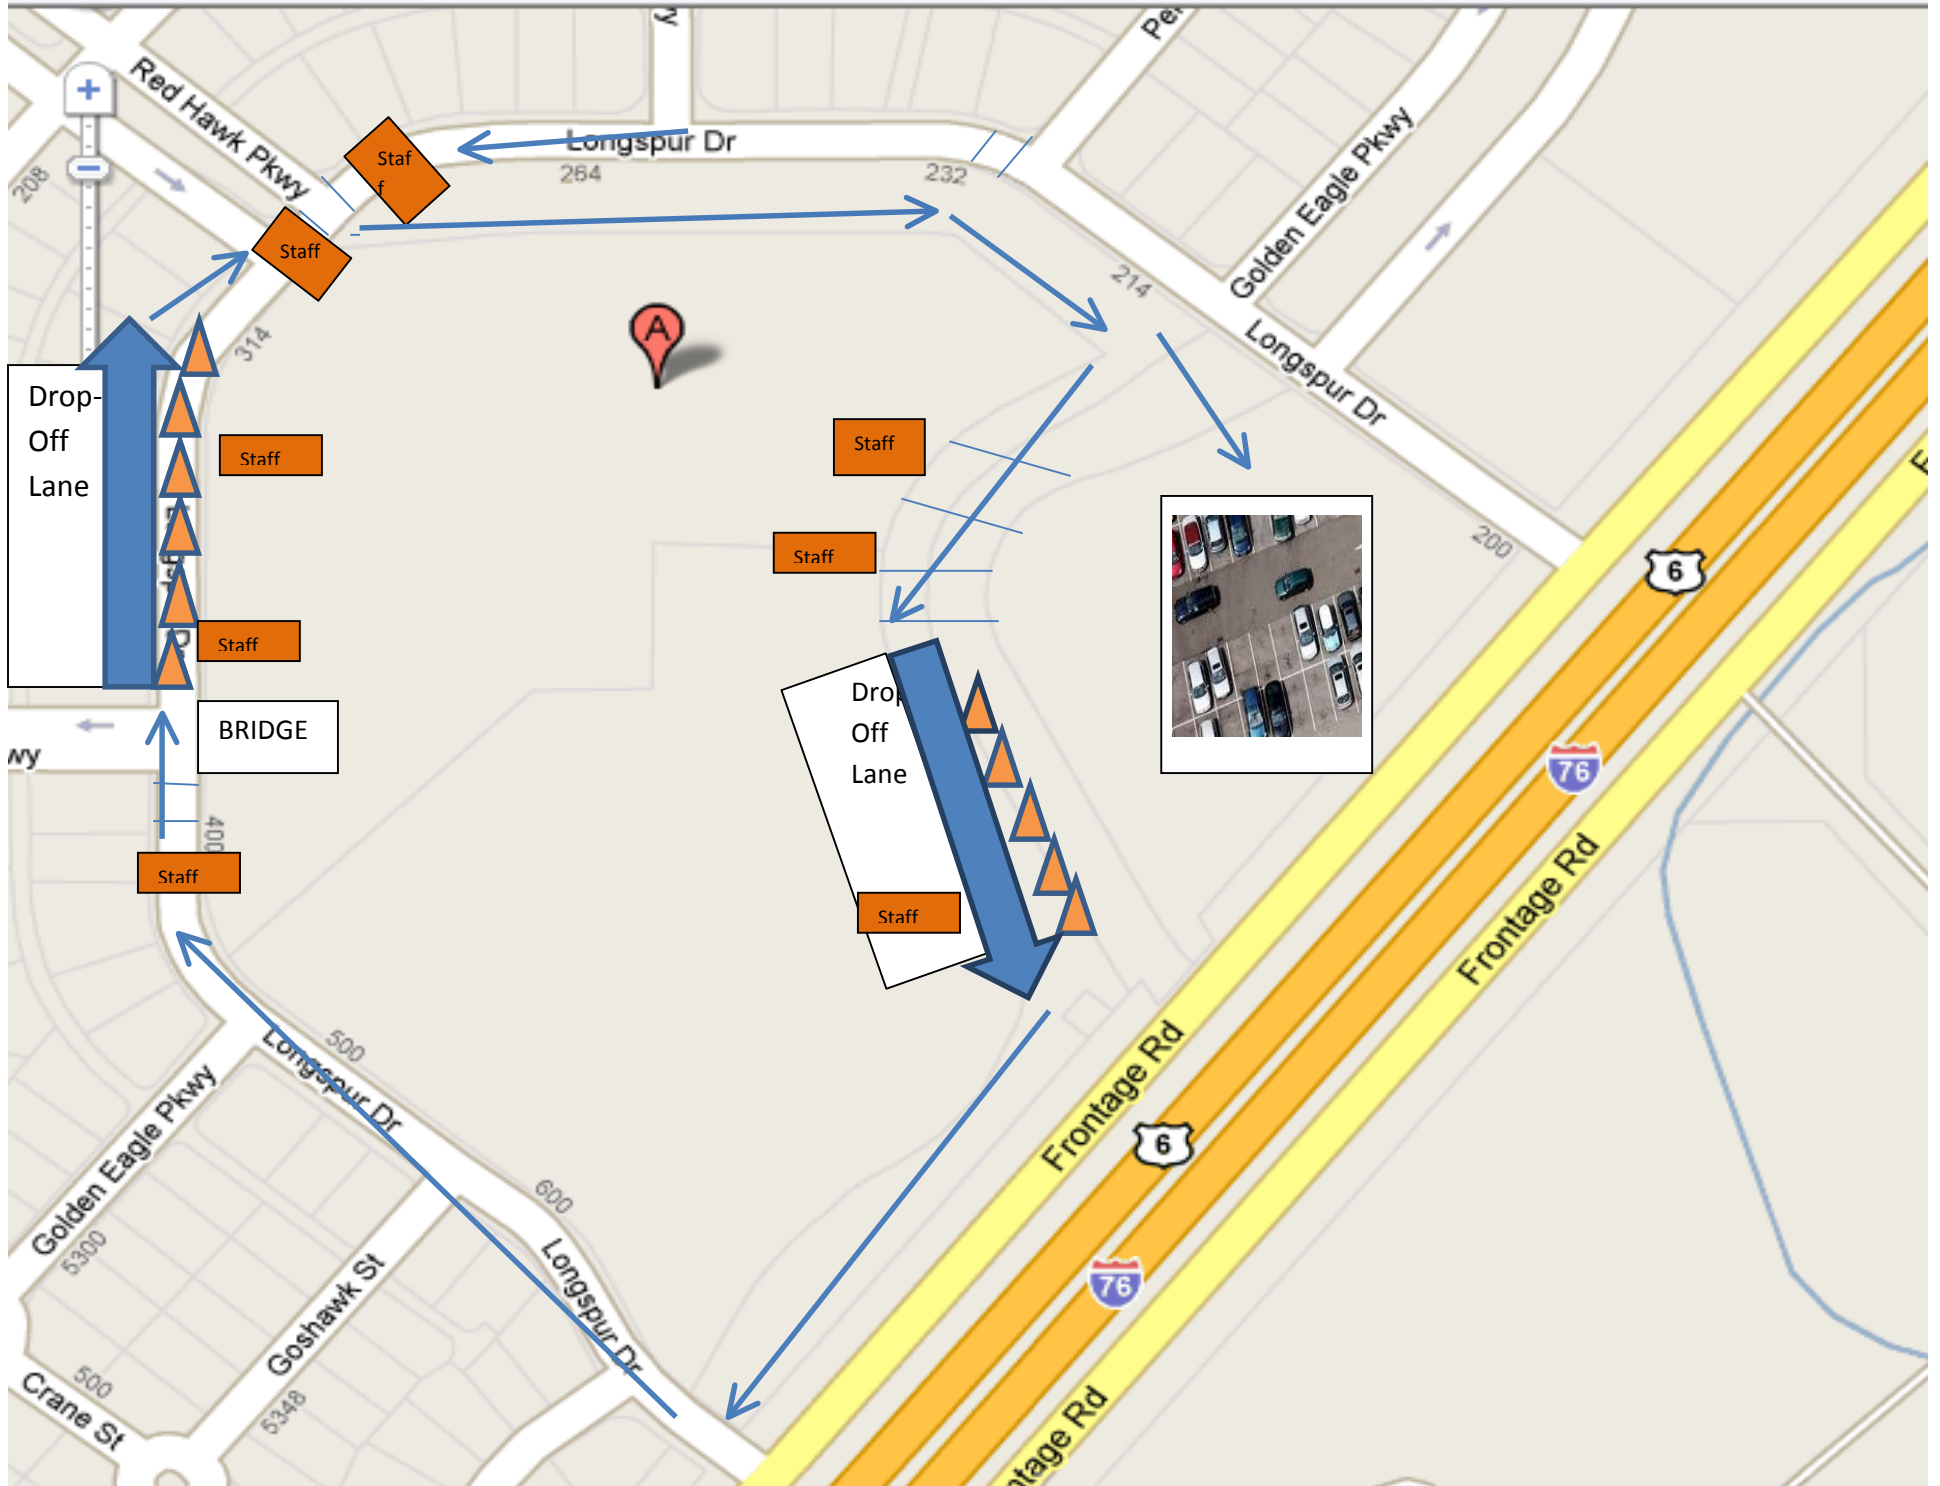 Red Hawk Pkwy
208
Staf
f
Longspur Dr
264
232
Staff
214
Golden Eagle Pkwy
314
A
Longspur Dr
Drop-
Off
Lane
Staff
Staff
Staff
200
6
Staff
BRIDGE
wy
76
Drop
Off
Lane
400
Staff
Staff
Frontage Rd
500
Longspur Dr
Golden Eagle Pkwy
5300
Frontage Rd
6
600
Longspur Dr
76
Goshawk St
5348
500
Crane St
ntage Rd